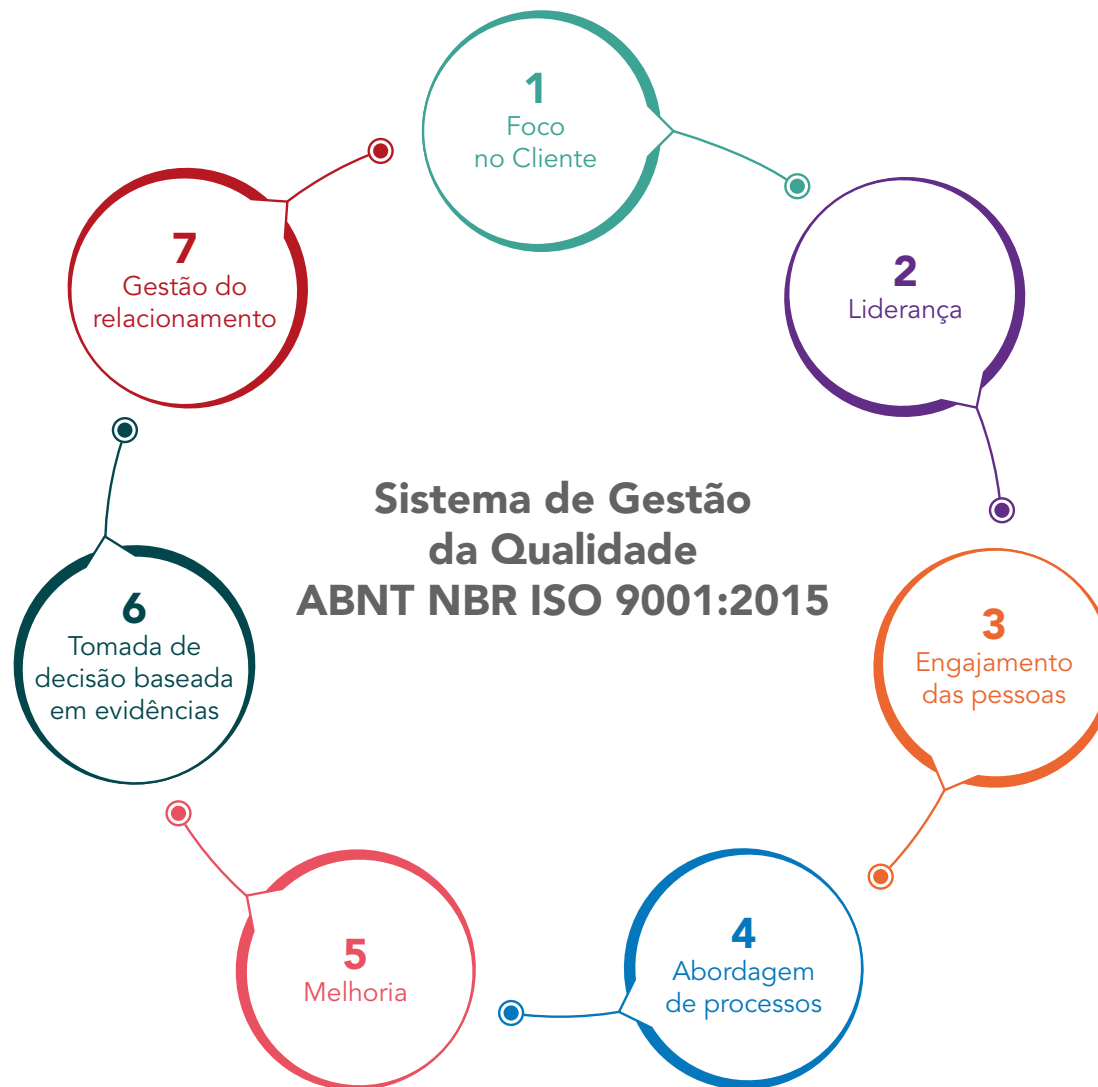 1
Foco
no Cliente
2
Liderança
3
Engajamento
das pessoas
4
Abordagem
de processos
5
Melhoria
6
Tomada de
decisão baseada
em evidências
7
Gestão do
relacionamento
Sistema de Gestão
da Qualidade
ABNT NBR ISO 9001:2015